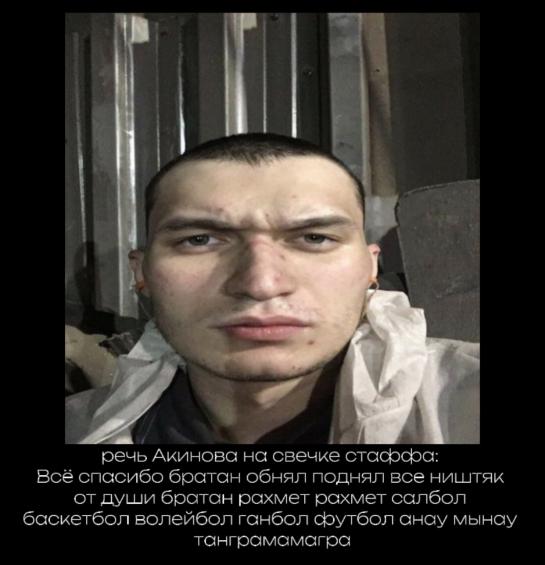 речь Акинова на свечке стаффа:
Всё спасибо братан обнял поднял все ништяк
от души братан рахмет рахмет салбол
баскетбол волейбол ганбол футбол анау мынау
танграмамагра